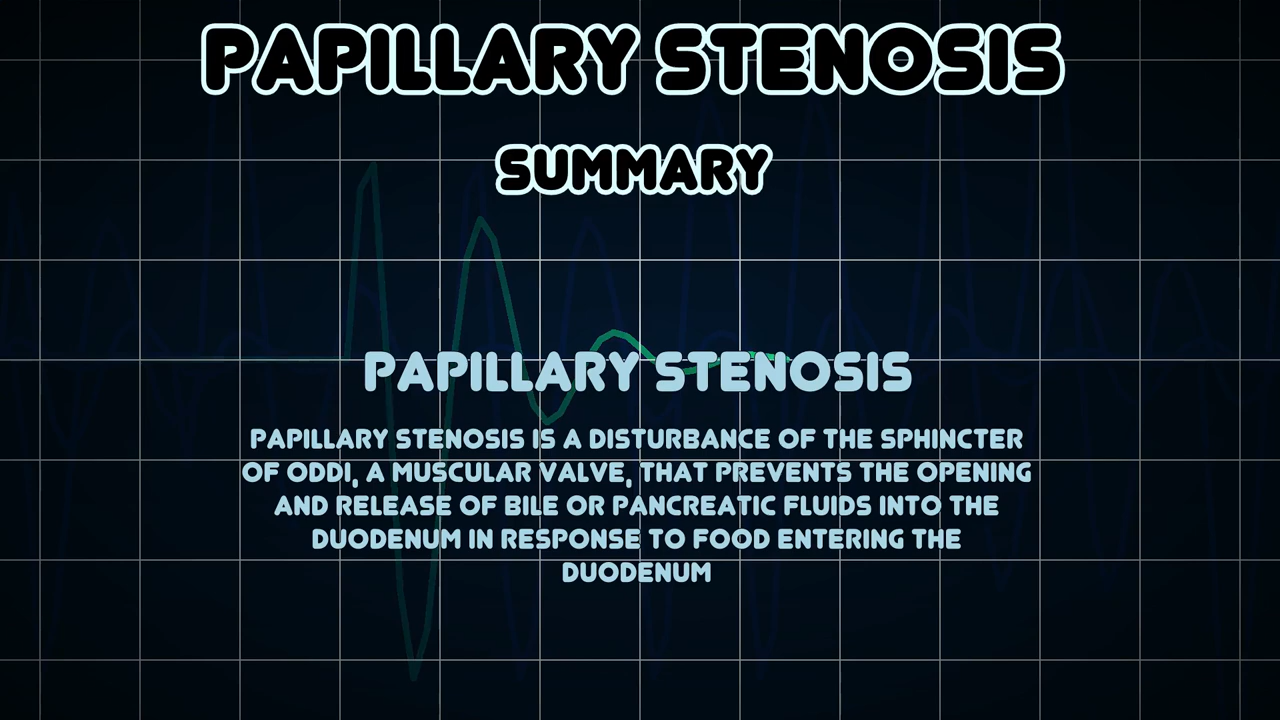 PAPILLARY STENOSIS
SUMMARY
PAPILLARY STENOSIS
PAPILLARY STENOSIS IS A DISTURBANCE OF THE SPHINCTER
OF ODDI, A MUSCULAR VALVE, THAT PREVENTS THE OPENING
AND RELEASE OF BILE OR PANCREATIC FLUIDS INTO THE
DUODENUM IN RESPONSE TO FOOD ENTERING THE
DUODENUM